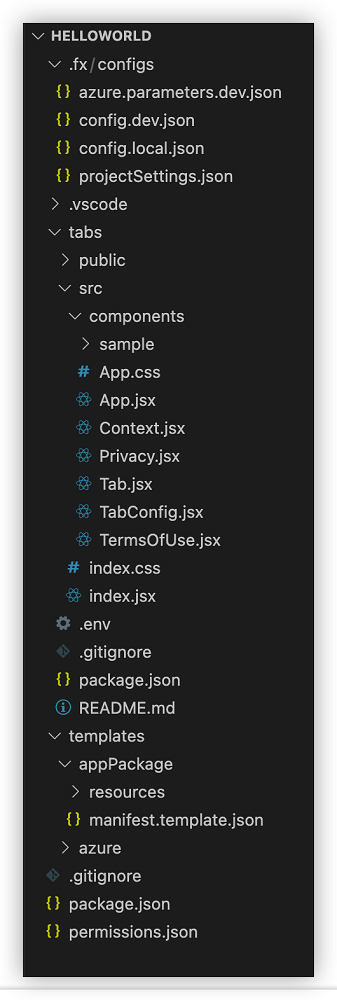 HELLOWORLD
.fx/configs
azure.parameters.dev.json
config.dev.json
config.local.json
projectSettings.json
.vscode
tabs
public
src
components
sample
App.css
App.jsx
Context.jsx
Privacy.jsx
Tab.jsx
TabConfig.jsx
TermsOfUse.jsx
index.css
index.jsx
.env
.gitignore
package.json
README.md
templates
appPackage
resources
manifest.template.json
azure
.gitignore
package.json
permissions.json